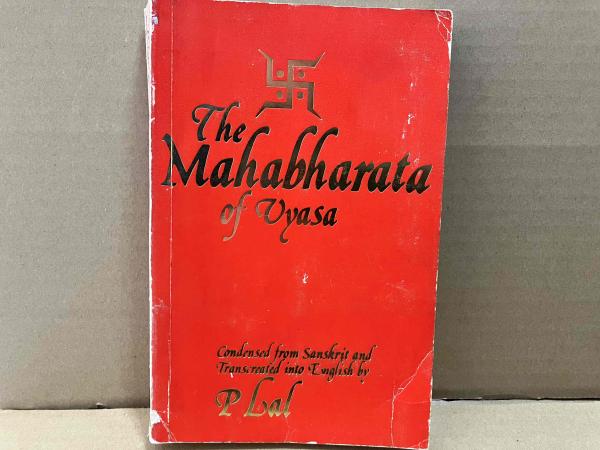 The
Mahabharata
of Vyasa
Condensed from Sanskrit and
Transcreated into English by
P Lal